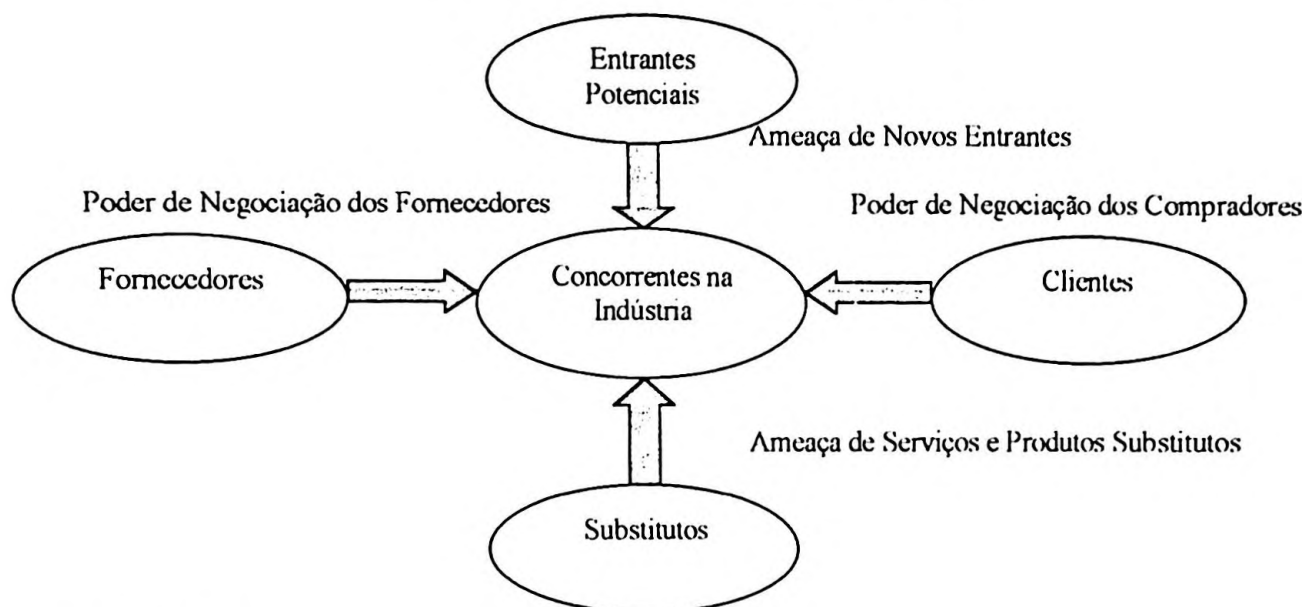 Entrantes
Potenciais
Ameaça de Novos Entrantes
Poder de Negociação dos Fornecedores
Poder de Negociação dos Compradores
Fornecedores
Concorrentes na
Indústria
Clientes
Ameaça de Serviços e Produtos Substitutos
Substitutos